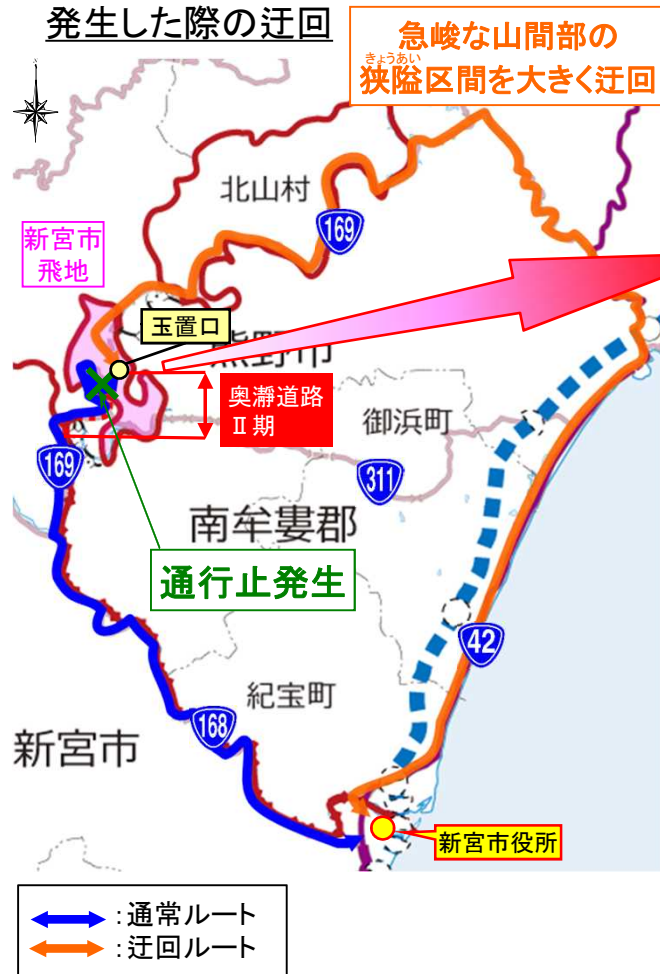 発生した際の迂回
急峻な山間部の
きょうあい
狭隘区間を大きく迂回
北山村
169
新宮市
飛地
玉置口
熊野市
奥瀞道路
Ⅱ期
御浜町
169
311
南牟婁郡
通行止発生
42
紀宝町
168
新宮市
新宮市役所
：通常ルート
：迂回ルート